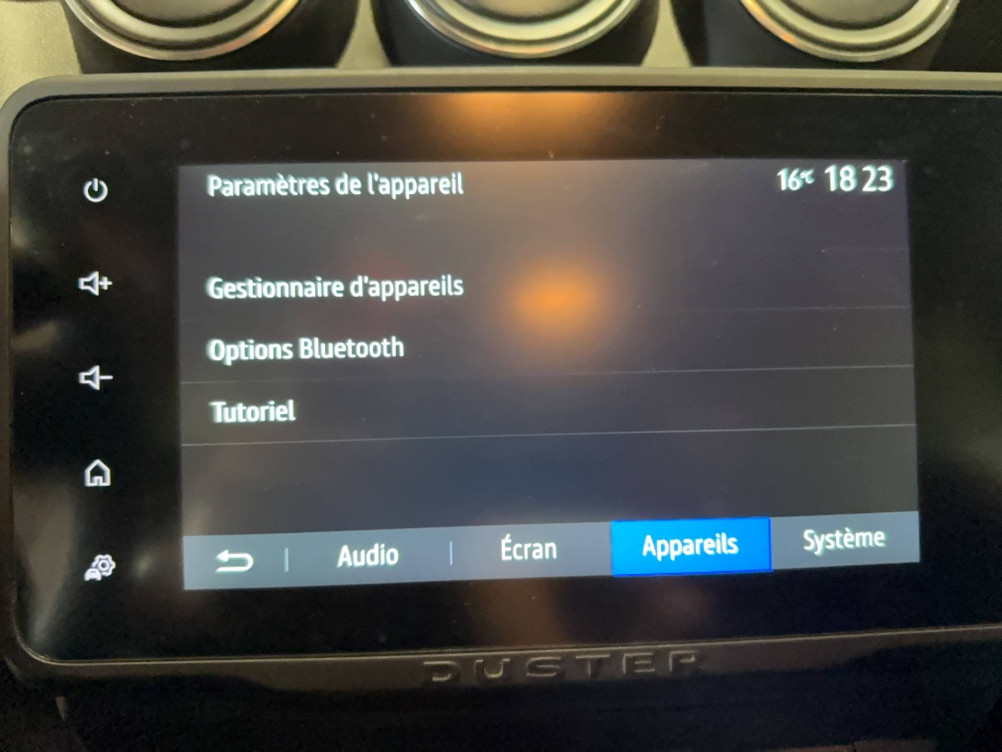 Paramètres de l'appareil 16°C 18 23
Gestionnaire d'appareils
Options Bluetooth
Tutoriel
Audio Écran Appareils Système
DUSTER